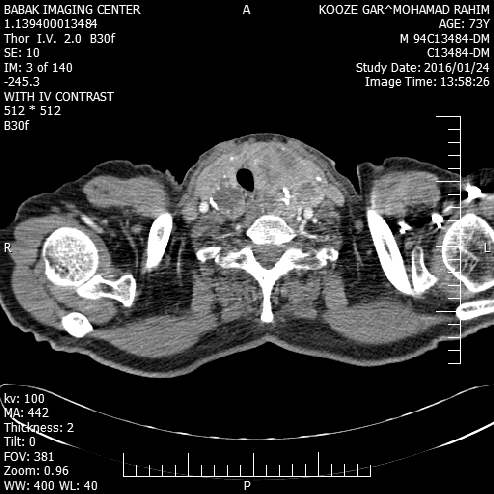 BABAK IMAGING CENTER
1.139400013484
Thor I.V. 2.0 B30f
SE: 10
IM: 3 of 140
-245.3
WITH IV CONTRAST
512 * 512
B30f
A
KOOZE GAR^MOHAMAD RAHIM
AGE: 73Y
M 94C13484-DM
C13484-DM
Study Date: 2016/01/24
Image Time: 13:58:26
R
L
kv: 100
MA: 442
Thickness: 2
Tilt: 0
FOV: 381
Zoom: 0.96
WW: 400 WL: 40
P